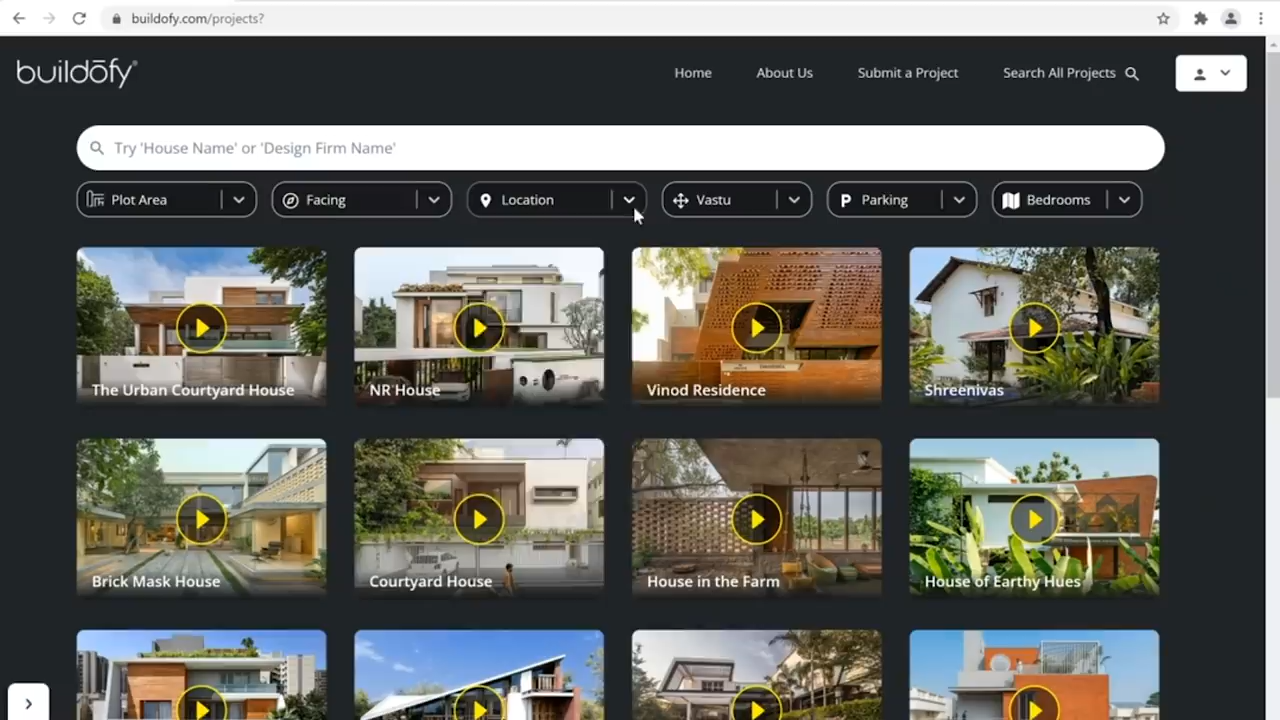 buildofy.com/projects?
buildōfy
Home About Us Submit a Project Search All Projects
Try 'House Name' or 'Design Firm Name'
Plot Area Facing Location Vastu P Parking Bedrooms
The Urban Courtyard House NR House Vinod Residence Shreenivas
Brick Mask House Courtyard House House in the Farm House of Earthy Hues